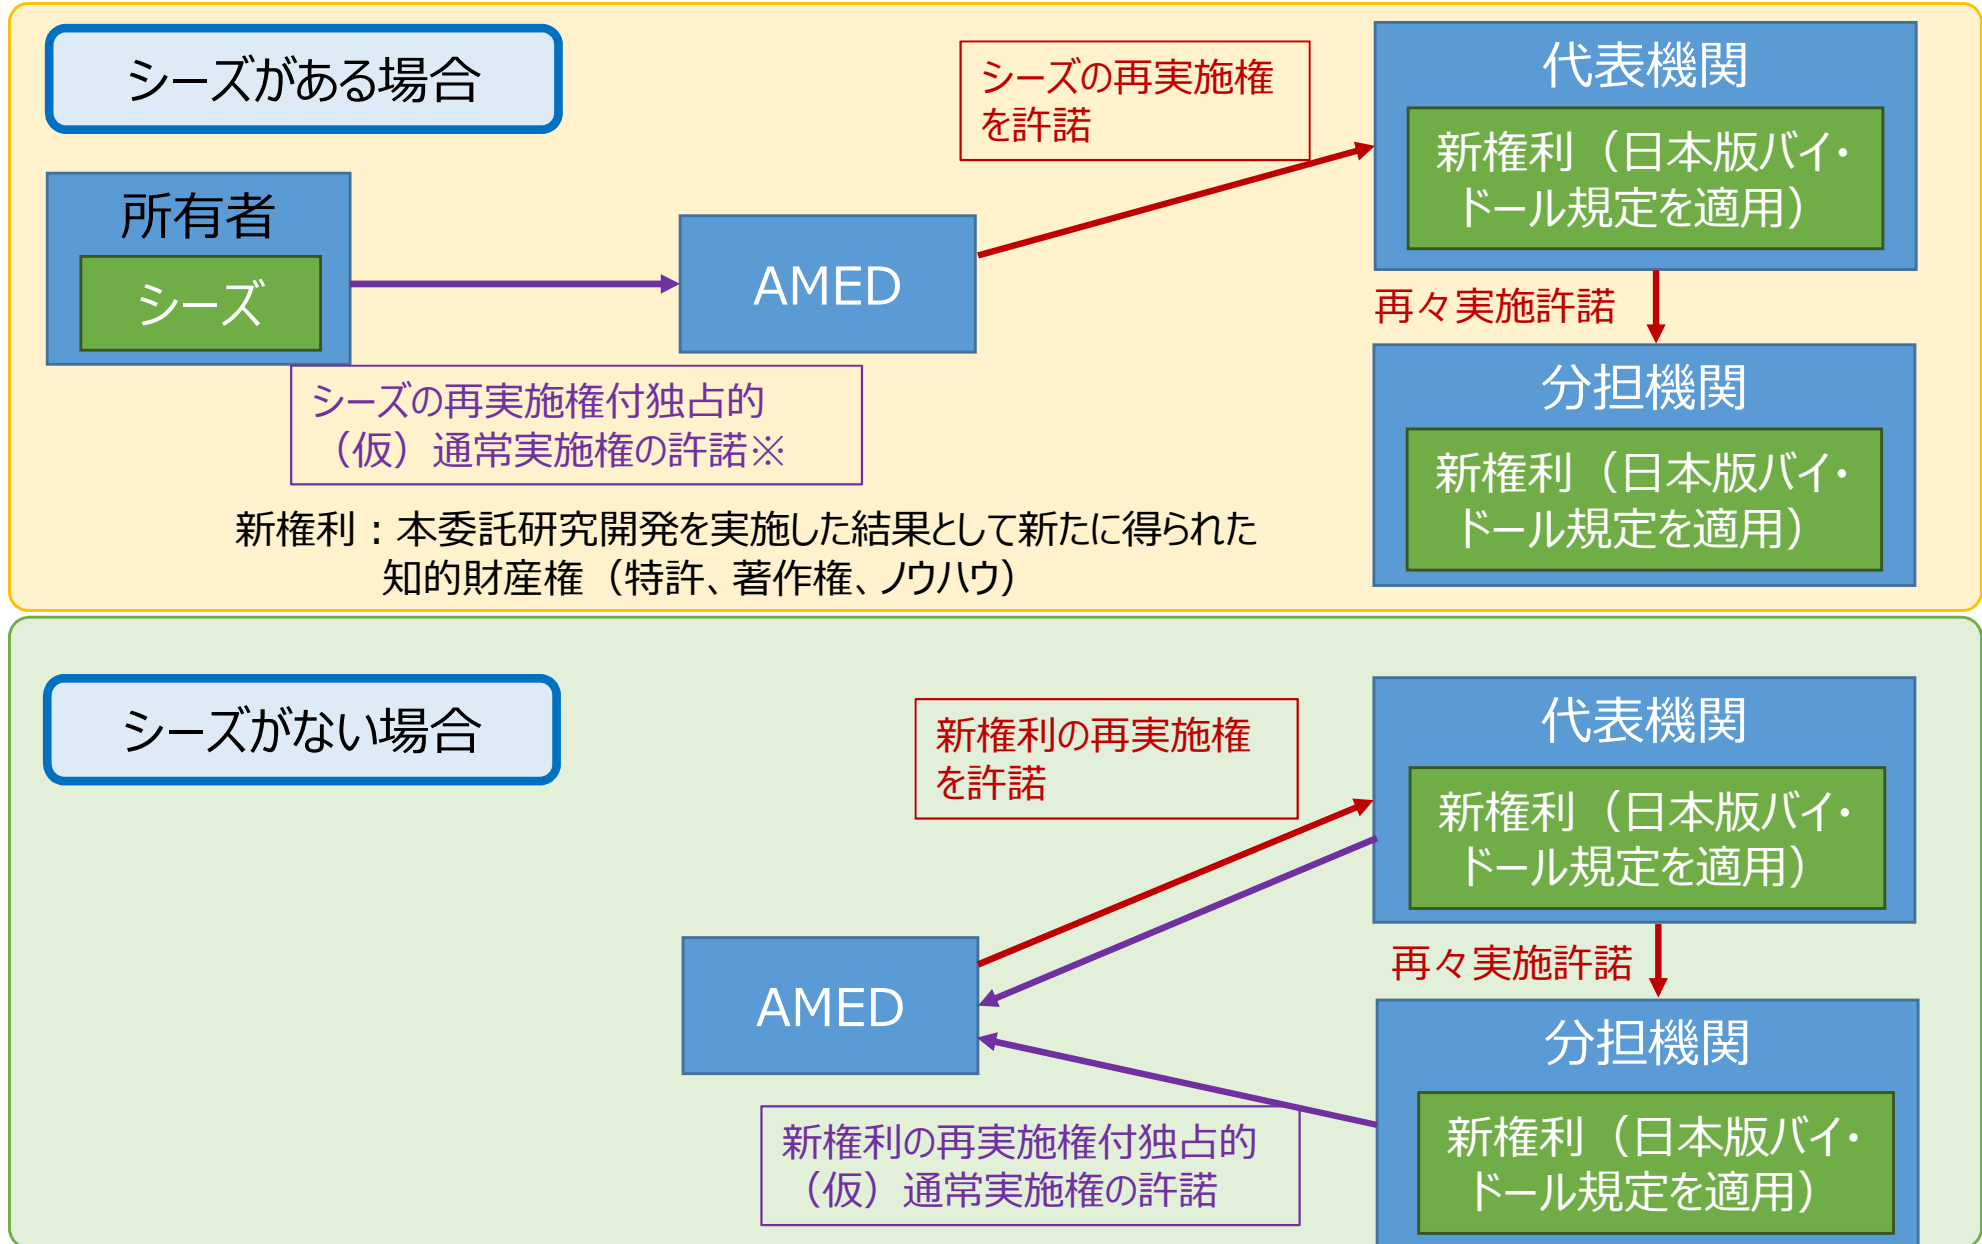 シーズがある場合
シーズの再実施権
を許諾
代表機関
新権利（日本版バイ・
ドール規定を適用）
所有者
シーズ
AMED
再々実施許諾
シーズの再実施権付独占的
（仮）通常実施権の許諾※
分担機関
新権利（日本版バイ・
ドール規定を適用）
新権利：本委託研究開発を実施した結果として新たに得られた
知的財産権（特許、著作権、ノウハウ）
シーズがない場合
新権利の再実施権
を許諾
代表機関
新権利（日本版バイ・
ドール規定を適用）
再々実施許諾
AMED
分担機関
新権利（日本版バイ・
ドール規定を適用）
新権利の再実施権付独占的
（仮）通常実施権の許諾